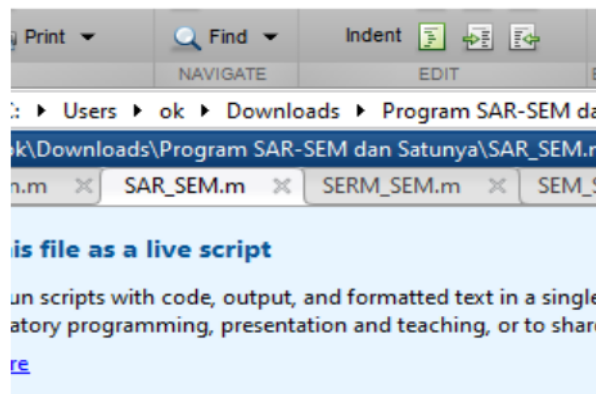 Print Find Indent
NAVIGATE EDIT
Users ok Downloads Program SAR-SEM da
ok\Downloads\Program SAR-SEM dan Satunya\SAR_SEM.m
n.m SAR_SEM.m SERM_SEM.m SEM_S
is file as a live script
un scripts with code, output, and formatted text in a single
atory programming, presentation and teaching, or to share
re